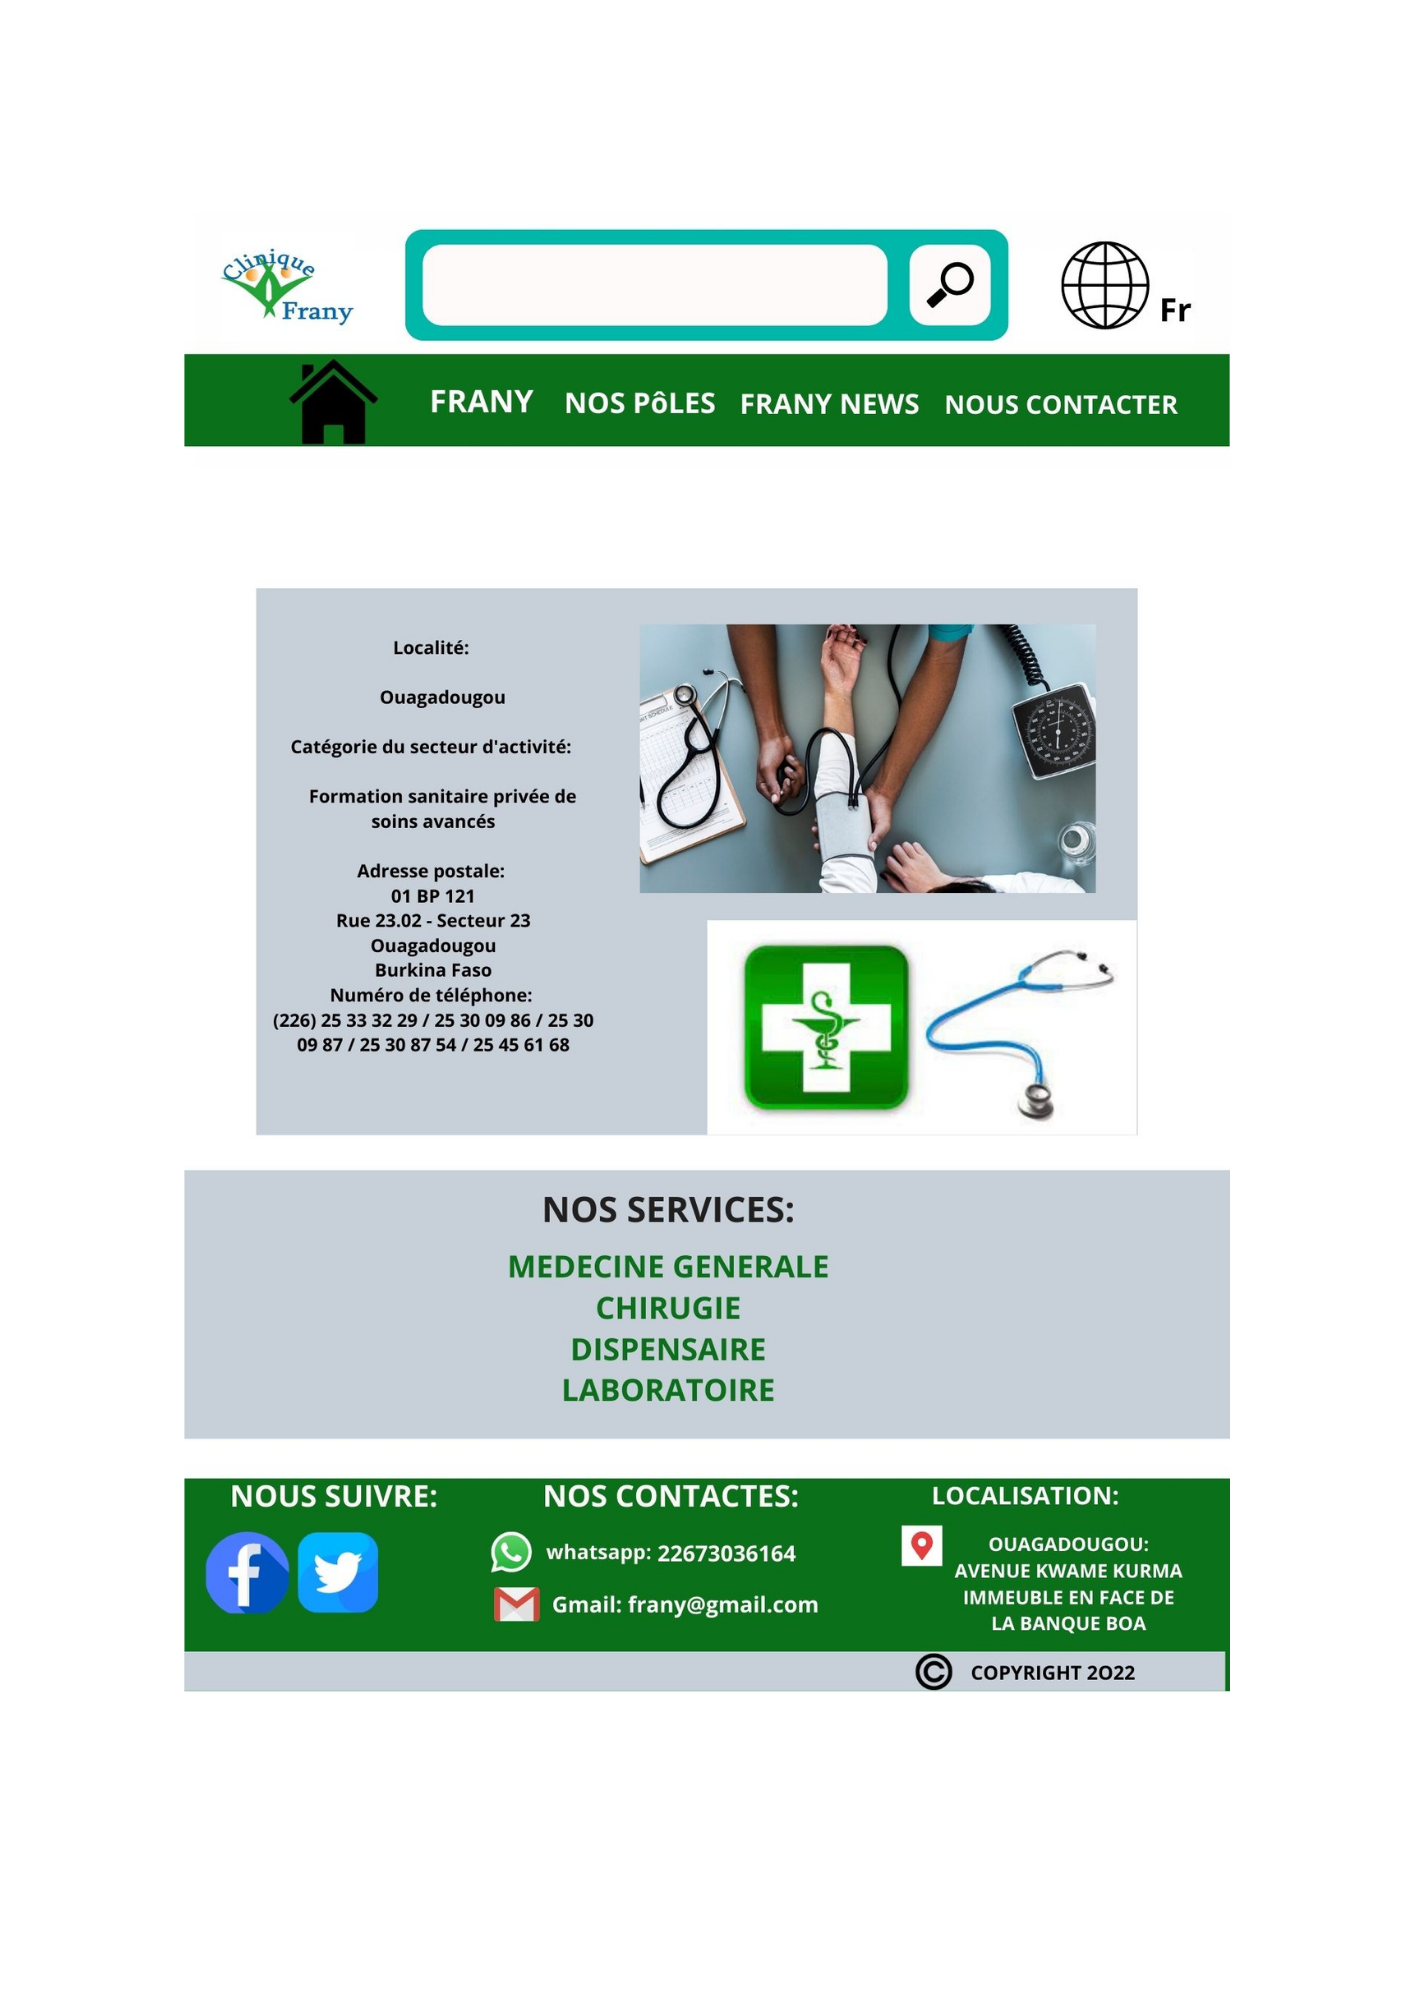 Clinique
Frany
Fr
FRANY NOS PôLES FRANY NEWS NOUS CONTACTER
Localité:
Ouagadougou
Catégorie du secteur d'activité:
Formation sanitaire privée de
soins avancés
Adresse postale:
01 BP 121
Rue 23.02 - Secteur 23
Ouagadougou
Burkina Faso
Numéro de téléphone:
(226) 25 33 32 29 / 25 30 09 86 / 25 30
09 87 / 25 30 87 54 / 25 45 61 68
NOS SERVICES:
MEDECINE GENERALE
CHIRUGIE
DISPENSAIRE
LABORATOIRE
NOUS SUIVRE:
NOS CONTACTES:
whatsapp: 22673036164
Gmail: frany@gmail.com
LOCALISATION:
OUAGADOUGOU:
AVENUE KWAME KURMA
IMMEUBLE EN FACE DE
LA BANQUE BOA
© COPYRIGHT 2O22